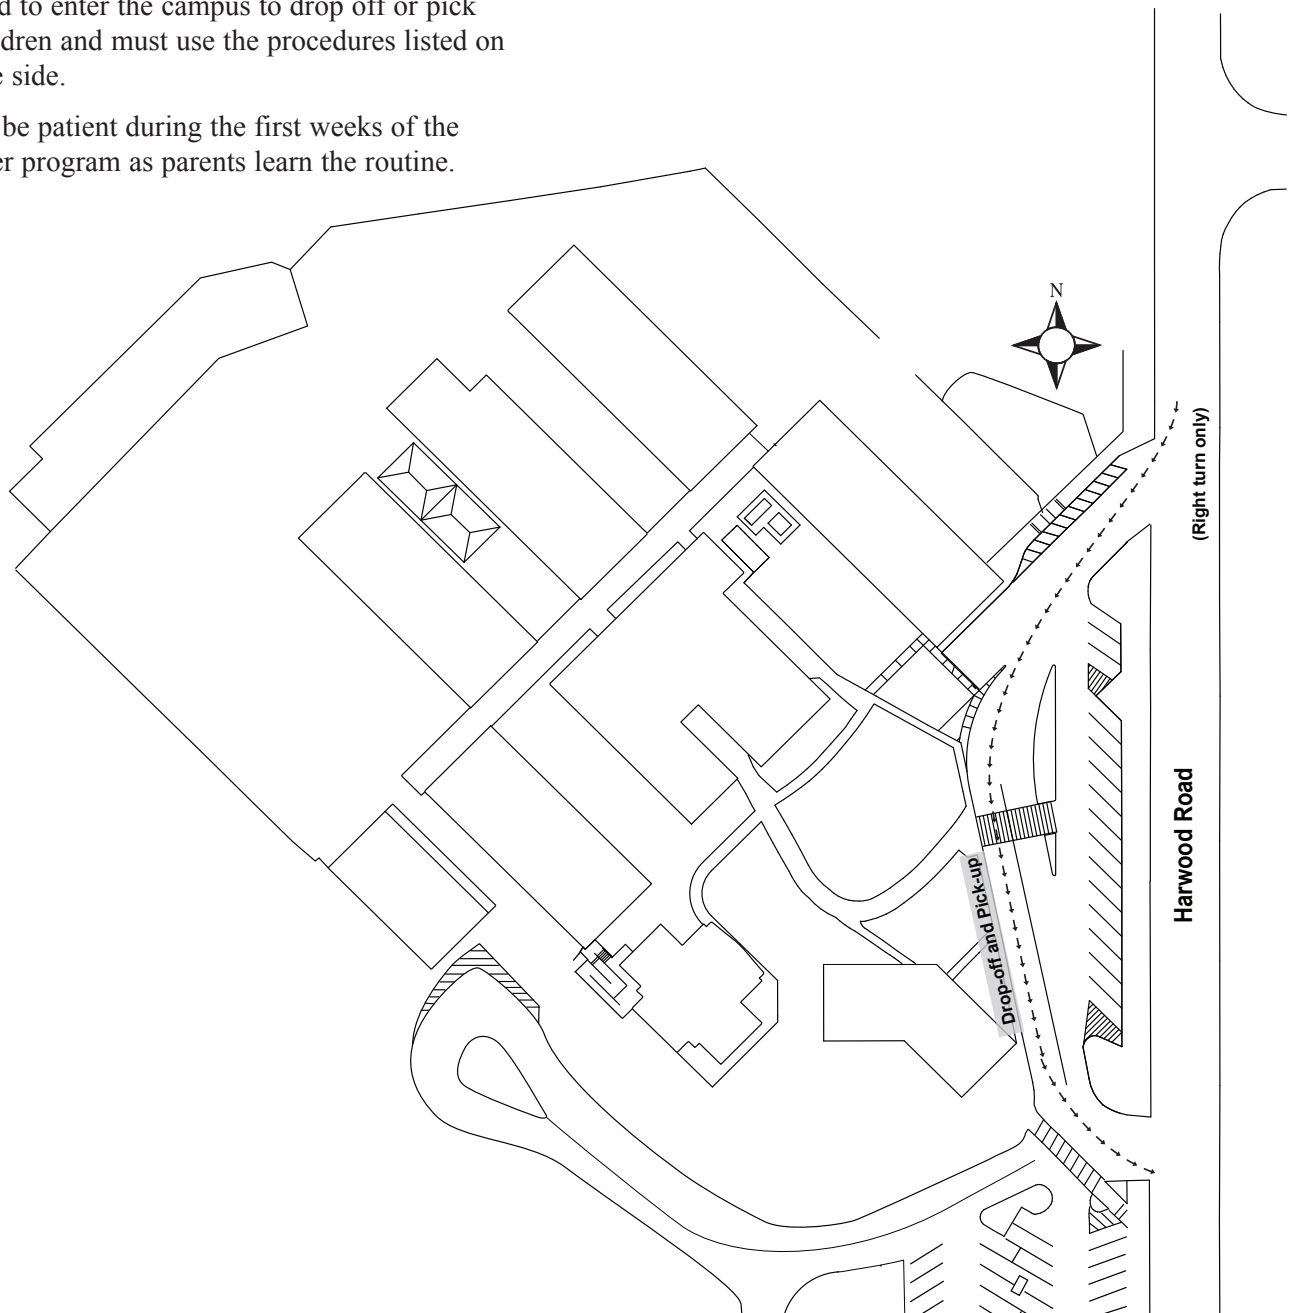 d to enter the campus to drop off or pick
dren and must use the procedures listed on
e side.
be patient during the first weeks of the
er program as parents learn the routine.
N
(Right turn only)
Harwood Road
Drop-off and Pick-up